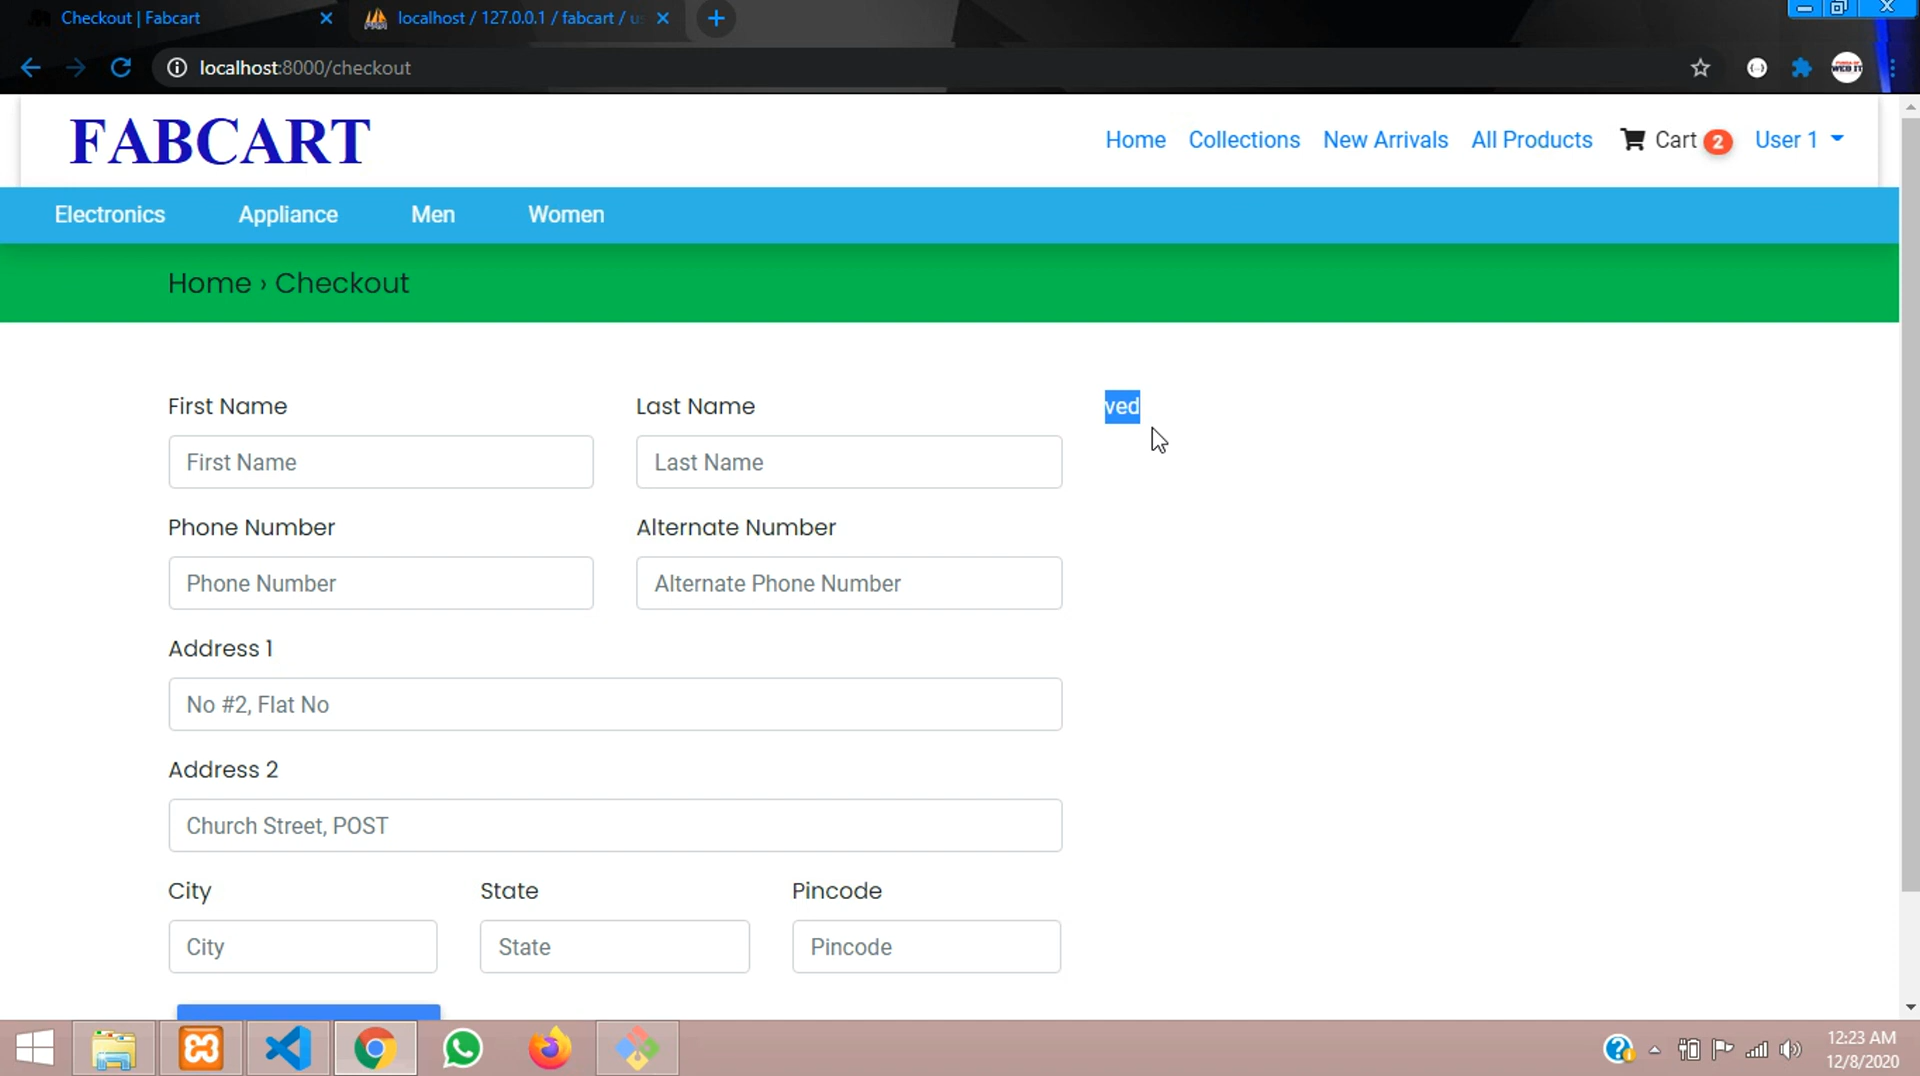 Checkout | Fabcart
localhost / 127.0.0.1 / fabcart / us
localhost:8000/checkout
FABCART
Home Collections New Arrivals All Products Cart 2 User 1
Electronics Appliance Men Women
Home › Checkout
First Name Last Name ved
First Name Last Name
Phone Number Alternate Number
Phone Number Alternate Phone Number
Address 1
No #2, Flat No
Address 2
Church Street, POST
City State Pincode
City State Pincode
12:23 AM
12/8/2020